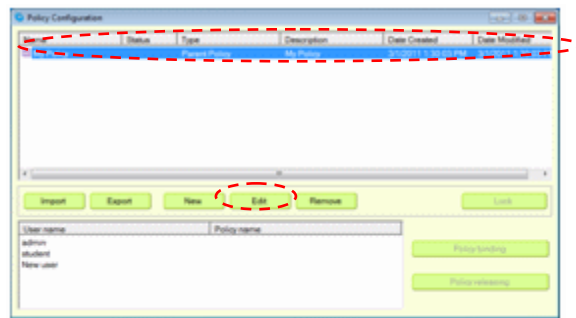 Policy Configuration
Name Status Type Description Date Created Date Modified
Parent Policy My Policy 3/1/2011 1:30:03 PM
Import Export New Edit Remove Lock
User name Policy name
admin
student
New user
Policy binding
Policy releasing